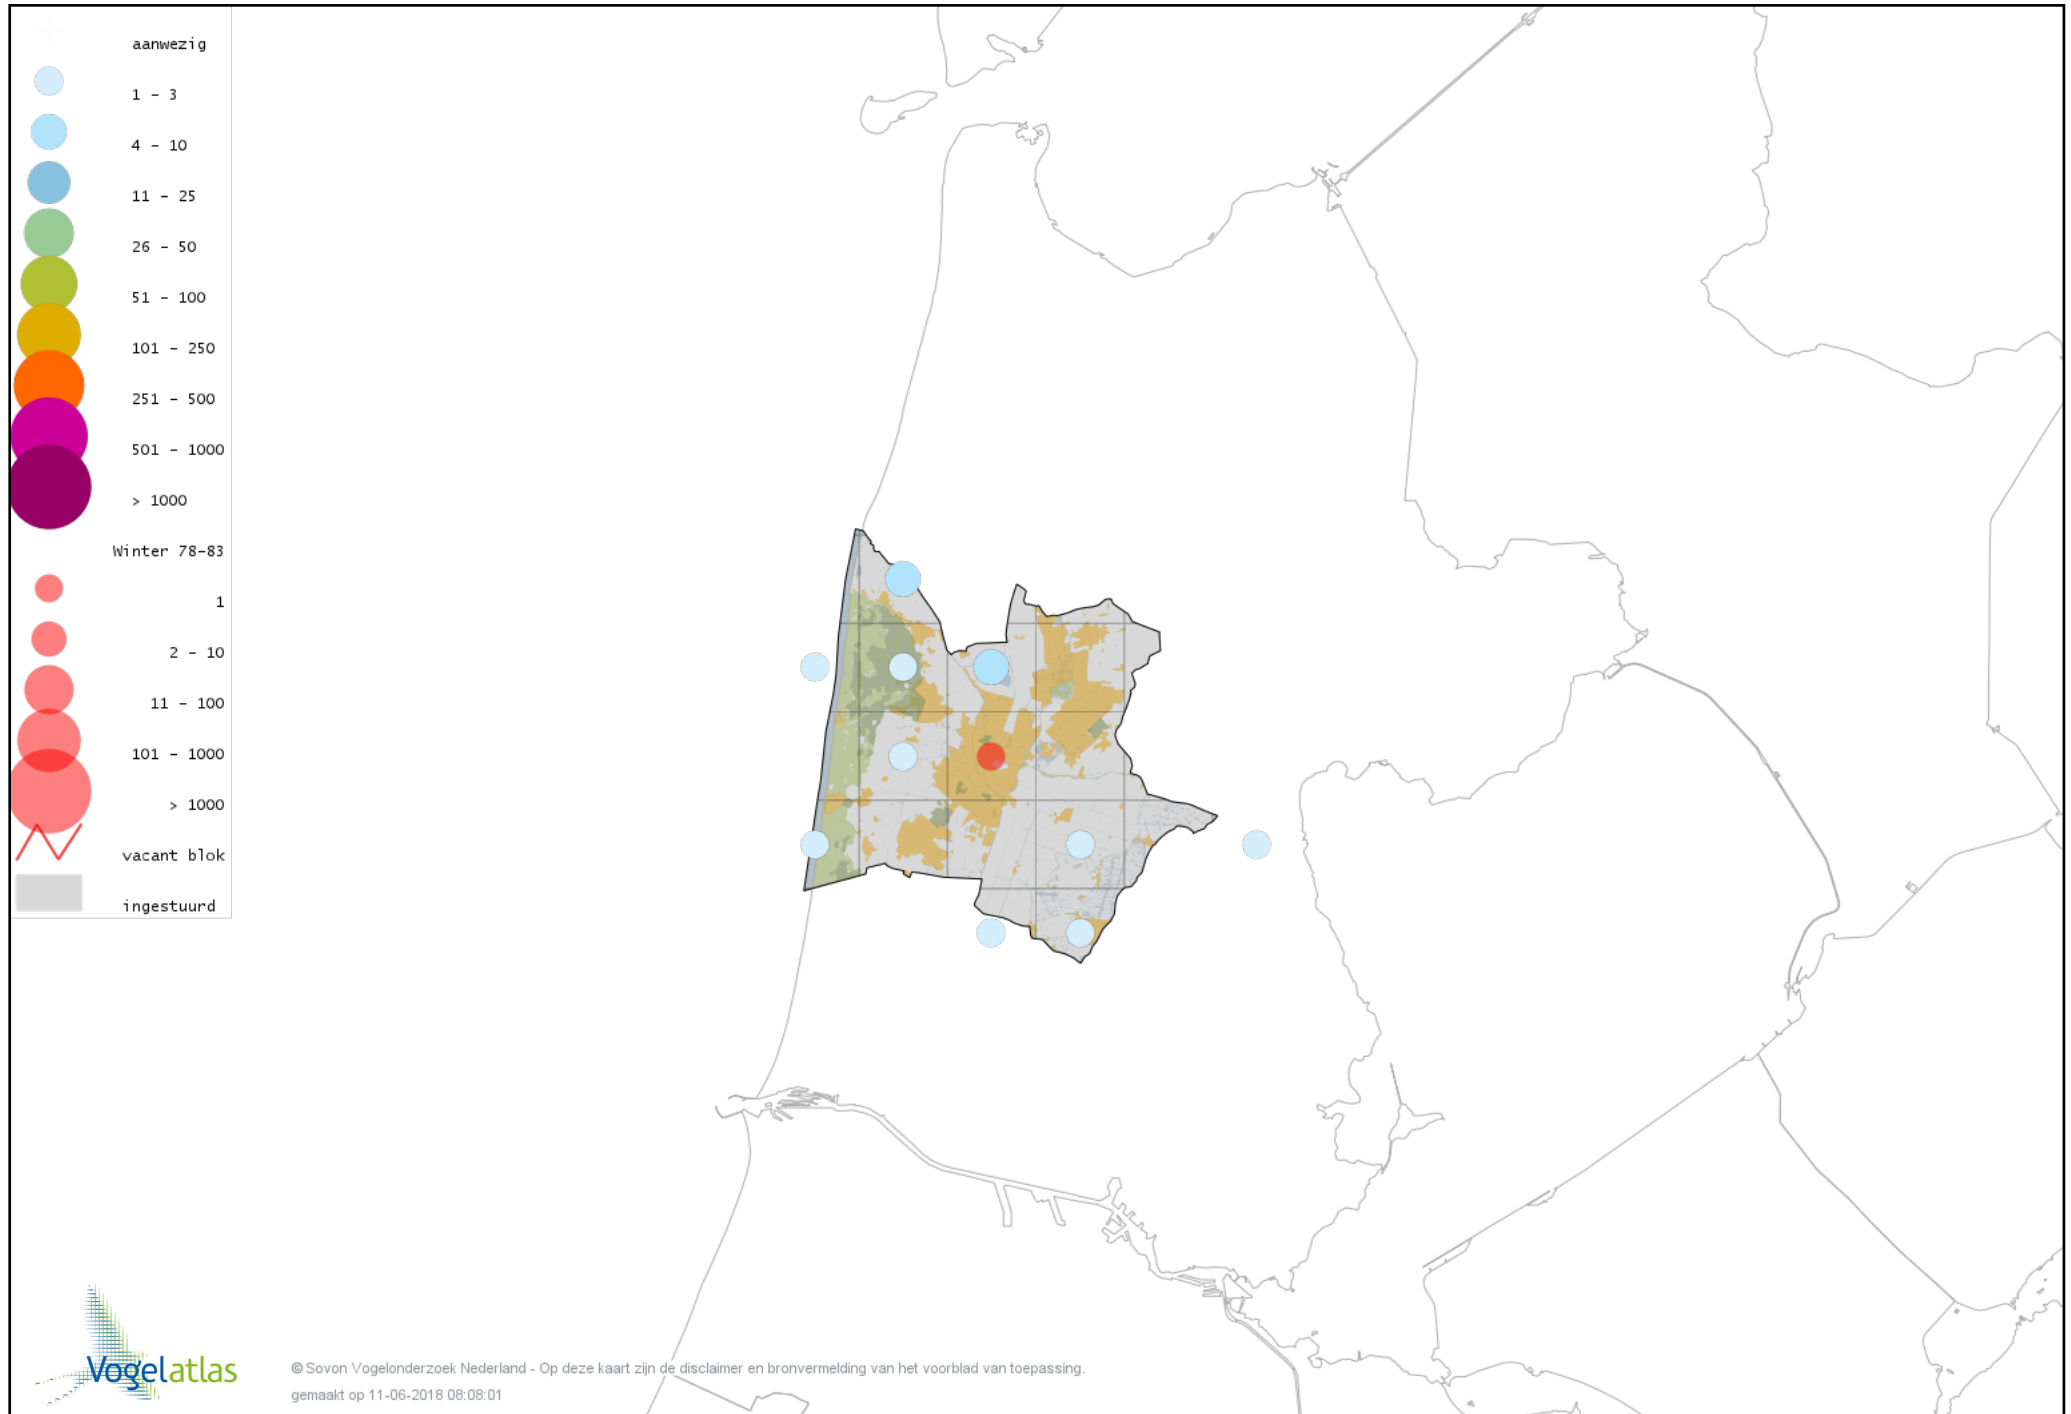 aanwezig
1 - 3
4 - 10
11 - 25
26 - 50
51 - 100
101 - 250
251 - 500
501 - 1000
> 1000
Winter 78-83
1
2 - 10
11 - 100
101 - 1000
> 1000
vacant blok
ingestuurd
Vogelatlas
© Sovon Vogelonderzoek Nederland - Op deze kaart zijn de disclaimer en bronvermelding van het voorblad van toepassing.
gemaakt op 11-06-2018 08:08:01